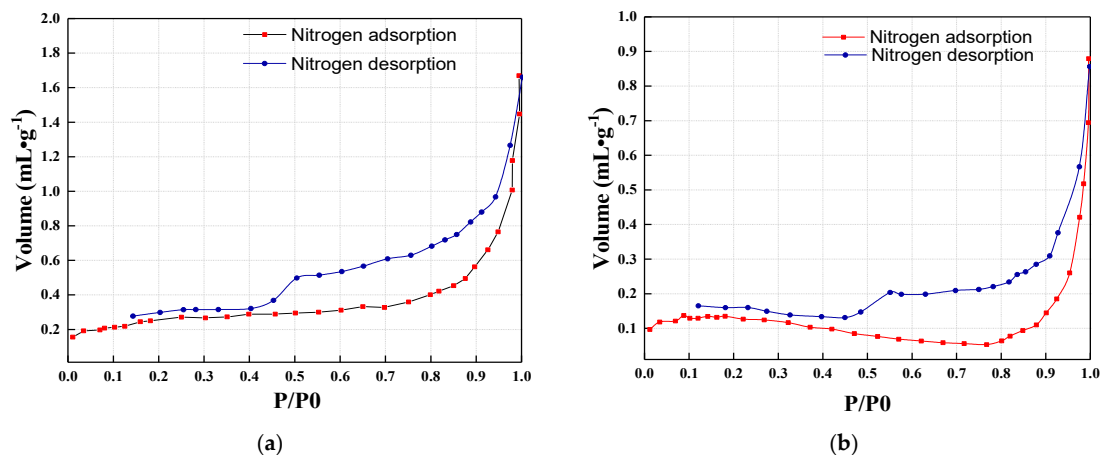 2.0
1.8
1.6
1.4
1.2
1.0
0.8
0.6
0.4
0.2
0.0 0.1 0.2 0.3 0.4 0.5 0.6 0.7 0.8 0.9 1.0
Volume (mL•g⁻¹)
P/P0
Nitrogen adsorption
Nitrogen desorption
(a)
1.0
0.9
0.8
0.7
0.6
0.5
0.4
0.3
0.2
0.1
0.0 0.1 0.2 0.3 0.4 0.5 0.6 0.7 0.8 0.9 1.0
Volume (mL•g⁻¹)
P/P0
Nitrogen adsorption
Nitrogen desorption
(b)